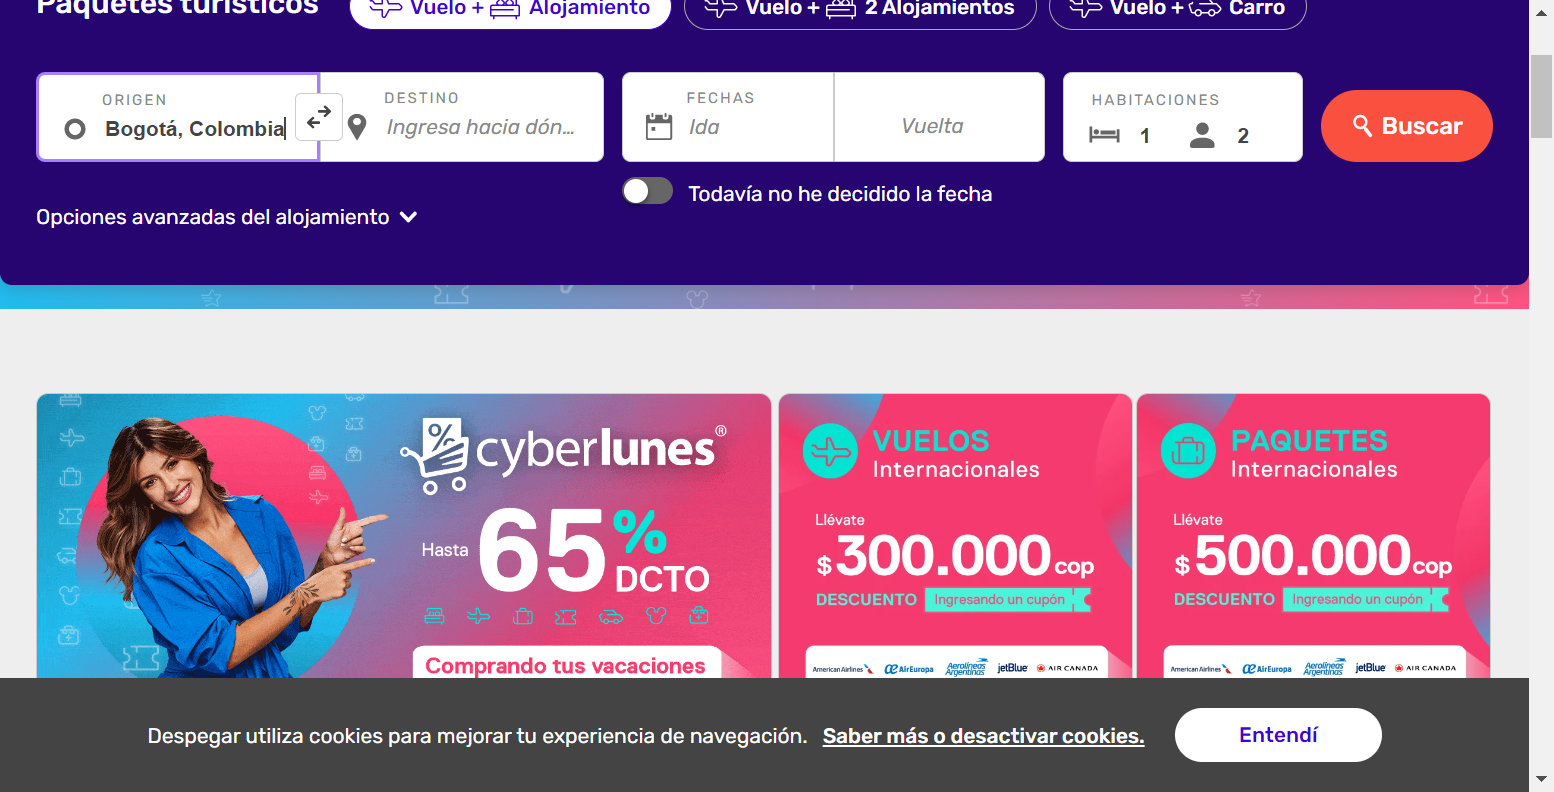 Paquetes turísticos
Vuelo + Alojamiento
Vuelo + 2 Alojamientos
Vuelo + Carro
ORIGEN
Bogotá, Colombia
DESTINO
Ingresa hacia dón...
FECHAS
Ida
Vuelta
HABITACIONES
1
2
Buscar
Todavía no he decidido la fecha
Opciones avanzadas del alojamiento
%
cyberlunes®
Hasta 65% DCTO
Comprando tus vacaciones
VUELOS
Internacionales
Llévate
$300.000 cop
DESCUENTO Ingresando un cupón
American Airlines AirEuropa Aerolíneas Argentinas jetBlue AIR CANADA
PAQUETES
Internacionales
Llévate
$500.000 cop
DESCUENTO Ingresando un cupón
American Airlines AirEuropa Aerolíneas Argentinas jetBlue AIR CANADA
Despegar utiliza cookies para mejorar tu experiencia de navegación. Saber más o desactivar cookies.
Entendí